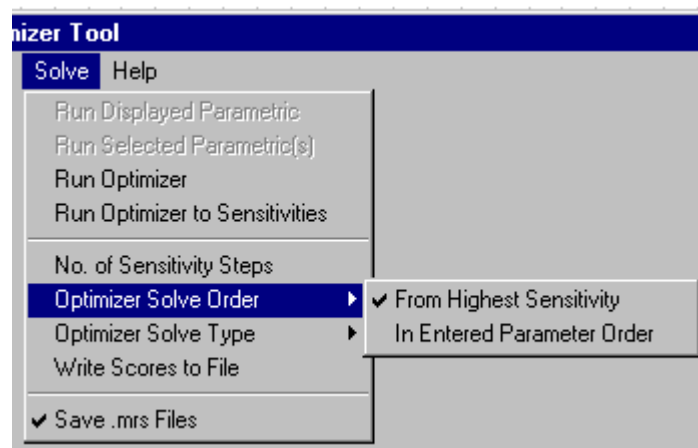 nizer Tool
Solve Help
Run Displayed Parametric
Run Selected Parametric(s)
Run Optimizer
Run Optimizer to Sensitivities
No. of Sensitivity Steps
Optimizer Solve Order
From Highest Sensitivity
In Entered Parameter Order
Optimizer Solve Type
Write Scores to File
Save .mrs Files